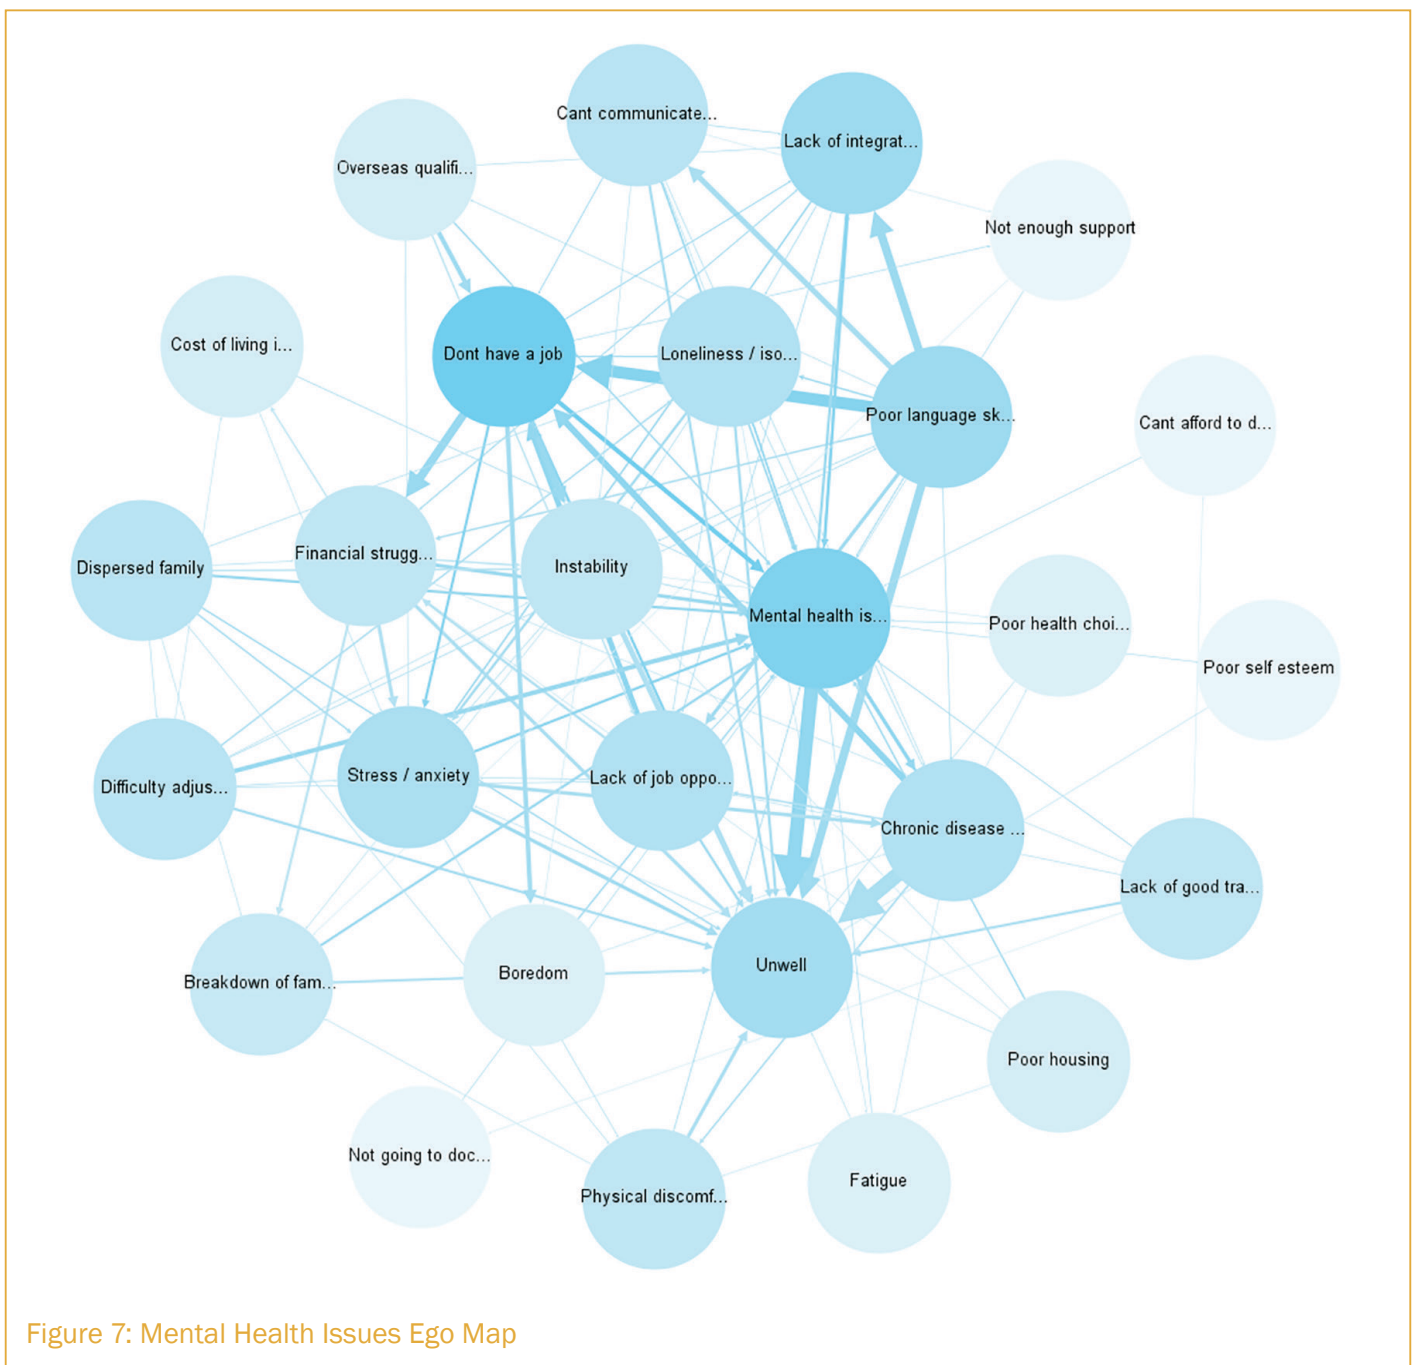 Cant communicate...
Lack of integrat...
Overseas qualifi...
Not enough support
Cost of living i...
Dont have a job
Loneliness / iso...
Poor language sk...
Cant afford to d...
Dispersed family
Financial strugg...
Instability
Mental health is...
Poor health choi...
Poor self esteem
Difficulty adjus...
Stress / anxiety
Lack of job oppo...
Chronic disease ...
Lack of good tra...
Breakdown of fam...
Boredom
Unwell
Poor housing
Not going to doc...
Physical discomf...
Fatigue
Figure 7: Mental Health Issues Ego Map